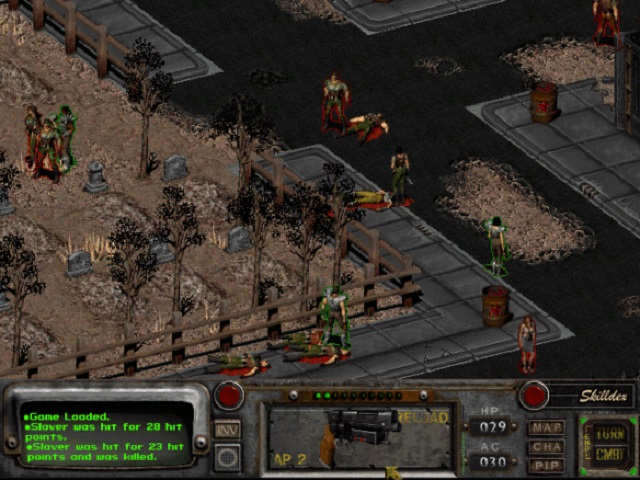 Game Loaded.
Slaver was hit for 20 hit
points.
Slaver was hit for 23 hit
points and was killed.
INV
RELOAD
AP 2
HP
029
AC
030
MAP
CHA
PIP
Skilldex
TURN
CMBT